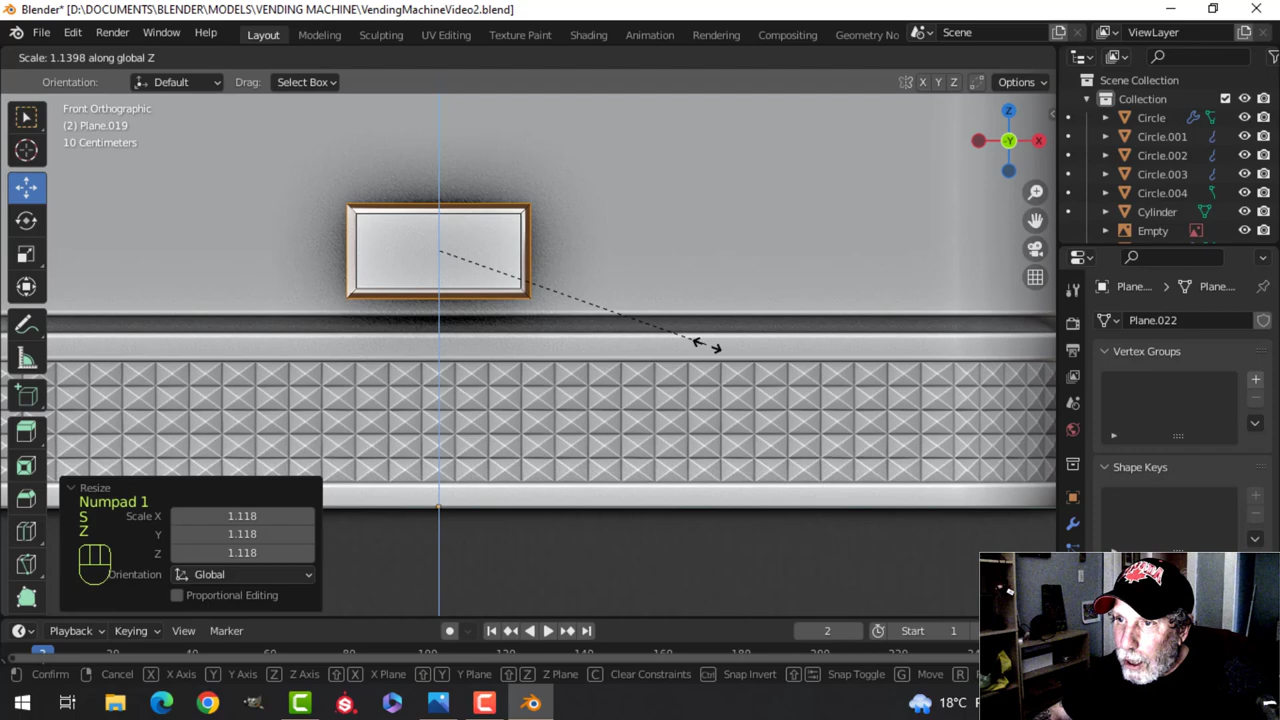 Blender* [D:\DOCUMENTS\BLENDER\MODELS\VENDING MACHINE\VendingMachineVideo2.blend]
File Edit Render Window Help Layout Modeling Sculpting UV Editing Texture Paint Shading Animation Rendering Compositing Geometry No Scene ViewLayer
Scale: 1.1398 along global Z
Orientation: Default Drag: Select Box X Y Z Options
Scene Collection
Collection
Circle
Circle.001
Circle.002
Circle.003
Circle.004
Cylinder
Empty
Front Orthographic
(2) Plane.019
10 Centimeters
Z
-Y
X
Plane. Plane.
Plane.022
Vertex Groups
Shape Keys
Resize
Numpad 1
S
Z
Scale X 1.118
Y 1.118
Z 1.118
Orientation Global
Proportional Editing
Playback Keying View Marker 2 Start 1
Confirm Cancel X X Axis Y Y Axis Z Z Axis X X Plane Y Y Plane Z Z Plane C Clear Constraints Ctrl Snap Invert Snap Toggle G Move R
18°C